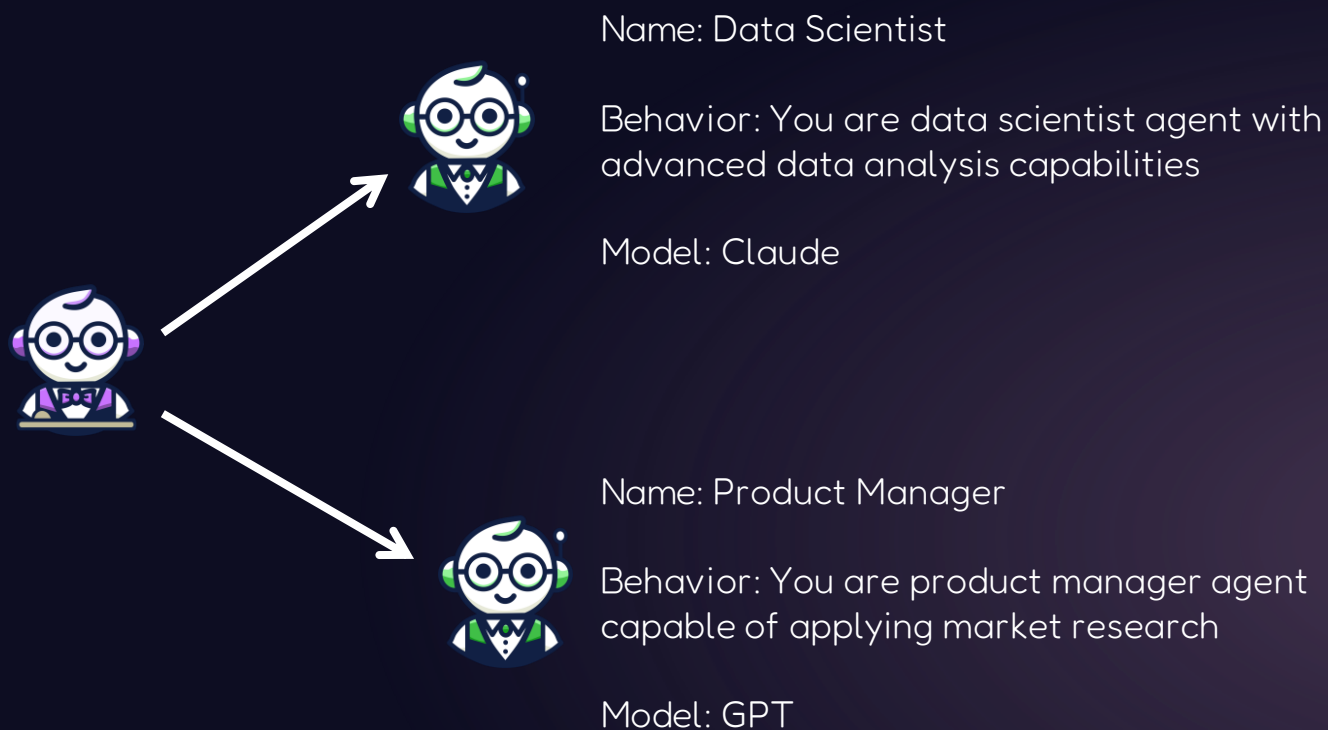 Name: Data Scientist
Behavior: You are data scientist agent with
advanced data analysis capabilities
Model: Claude
Name: Product Manager
Behavior: You are product manager agent
capable of applying market research
Model: GPT